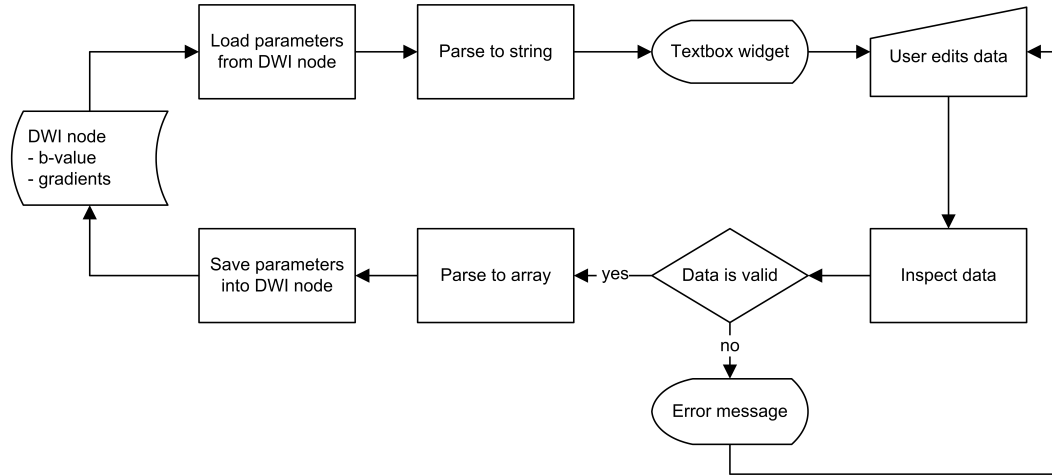 Load parameters
from DWI node
Parse to string
Textbox widget
User edits data
DWI node
- b-value
- gradients
Save parameters
into DWI node
Parse to array
yes
Data is valid
Inspect data
no
Error message